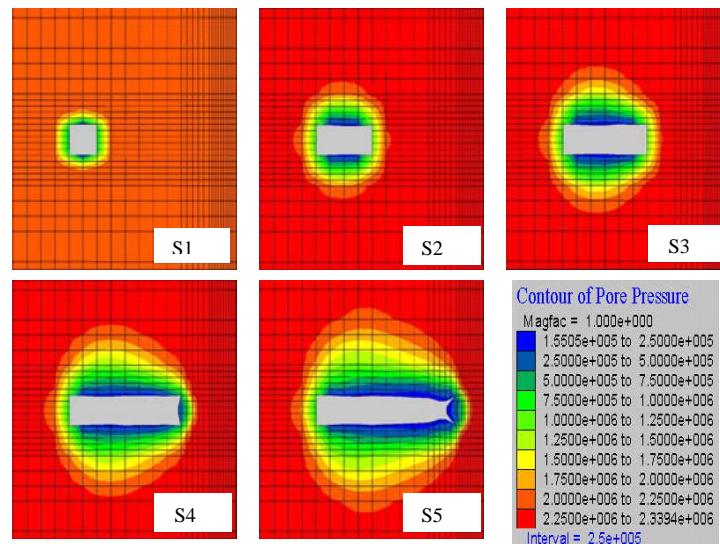 S1
S2
S3
S4
S5
Contour of Pore Pressure
Magfac = 1.000e+000
1.5505e+005 to 2.5000e+005
2.5000e+005 to 5.0000e+005
5.0000e+005 to 7.5000e+005
7.5000e+005 to 1.0000e+006
1.0000e+006 to 1.2500e+006
1.2500e+006 to 1.5000e+006
1.5000e+006 to 1.7500e+006
1.7500e+006 to 2.0000e+006
2.0000e+006 to 2.2500e+006
2.2500e+006 to 2.3394e+006
Interval = 2.5e+005